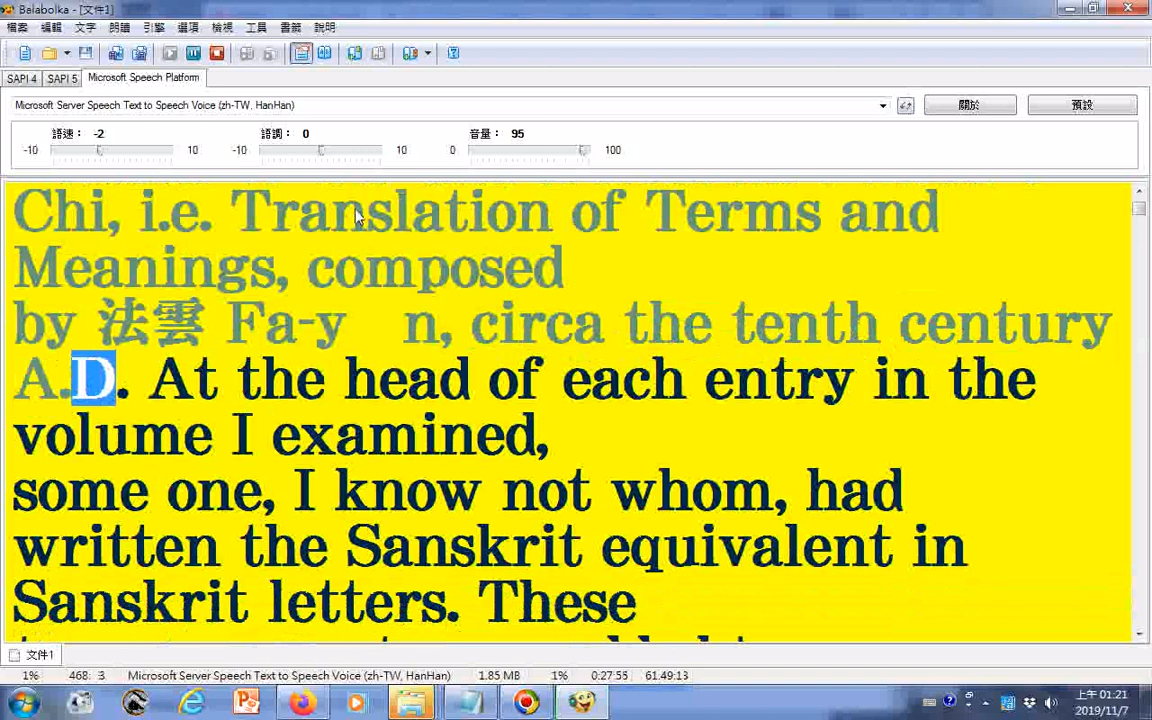 Balabolka - [文件1]
檔案 編輯 文字 朗讀 引擎 選項 檢視 工具 書籤 說明
SAPI 4 SAPI 5 Microsoft Speech Platform
Microsoft Server Speech Text to Speech Voice (zh-TW, HanHan) 關於 預設
語速： -2 語調： 0 音量： 95
-10 10 -10 10 0 100
Chi, i.e. Translation of Terms and
Meanings, composed
by 法雲 Fa-y n, circa the tenth century
A.D. At the head of each entry in the
volume I examined,
some one, I know not whom, had
written the Sanskrit equivalent in
Sanskrit letters. These
文件1
1% 468: 3 Microsoft Server Speech Text to Speech Voice (zh-TW, HanHan) 1.85 MB 1% 0:27:55 61:49:13
上午 01:21
2019/11/7